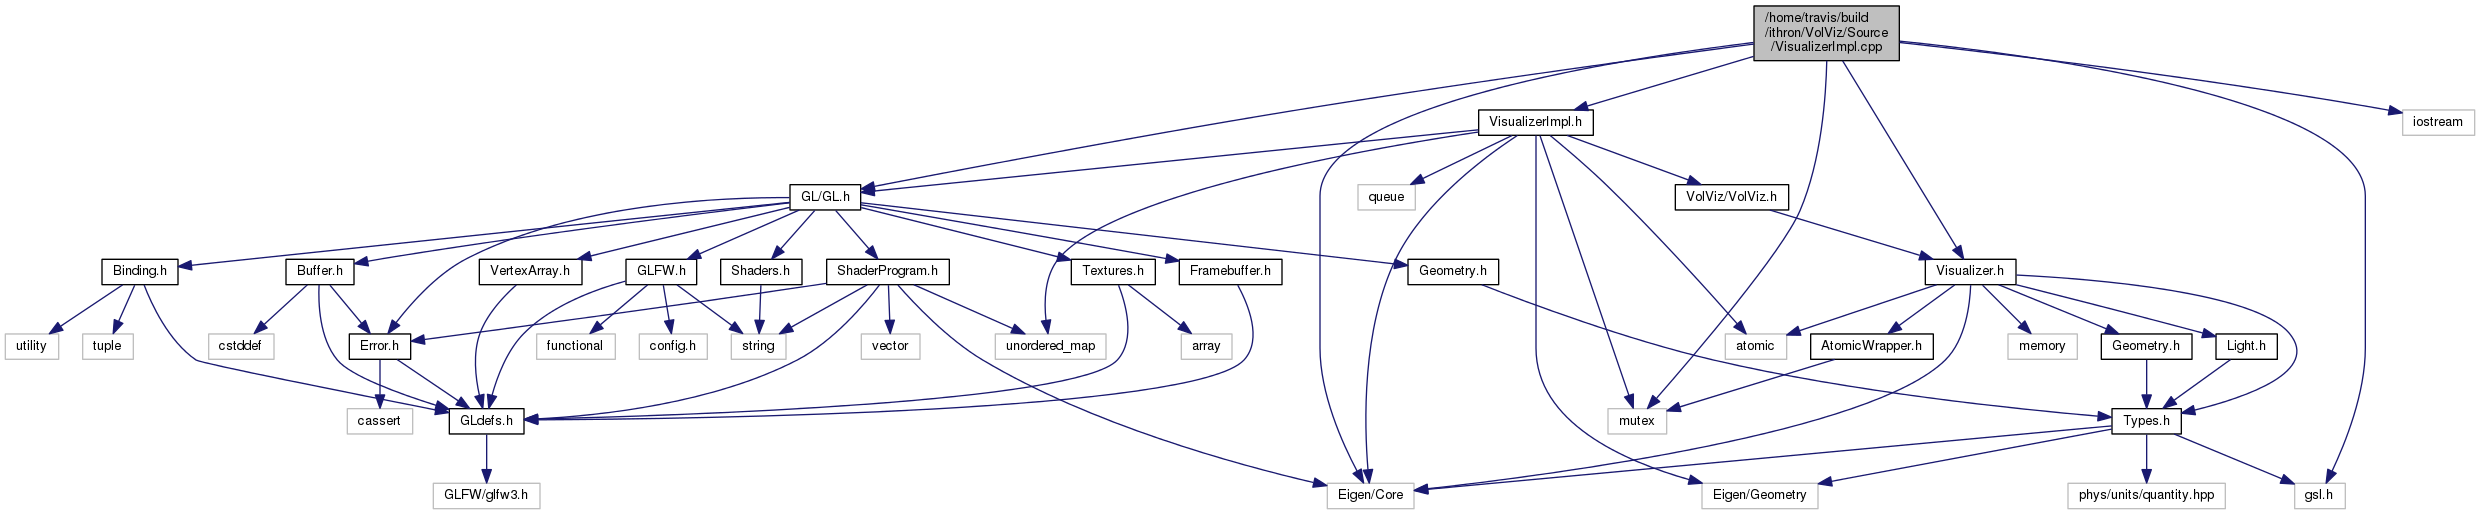 /home/travis/build
/ithron/VolViz/Source
/VisualizerImpl.cpp
VisualizerImpl.h
iostream
GL/GL.h
queue
VolViz/VolViz.h
Binding.h
Buffer.h
VertexArray.h
GLFW.h
Shaders.h
ShaderProgram.h
Textures.h
Framebuffer.h
Geometry.h
Visualizer.h
utility
tuple
cstddef
Error.h
functional
config.h
string
vector
unordered_map
array
atomic
AtomicWrapper.h
memory
Geometry.h
Light.h
cassert
GLdefs.h
mutex
Types.h
GLFW/glfw3.h
Eigen/Core
Eigen/Geometry
phys/units/quantity.hpp
gsl.h